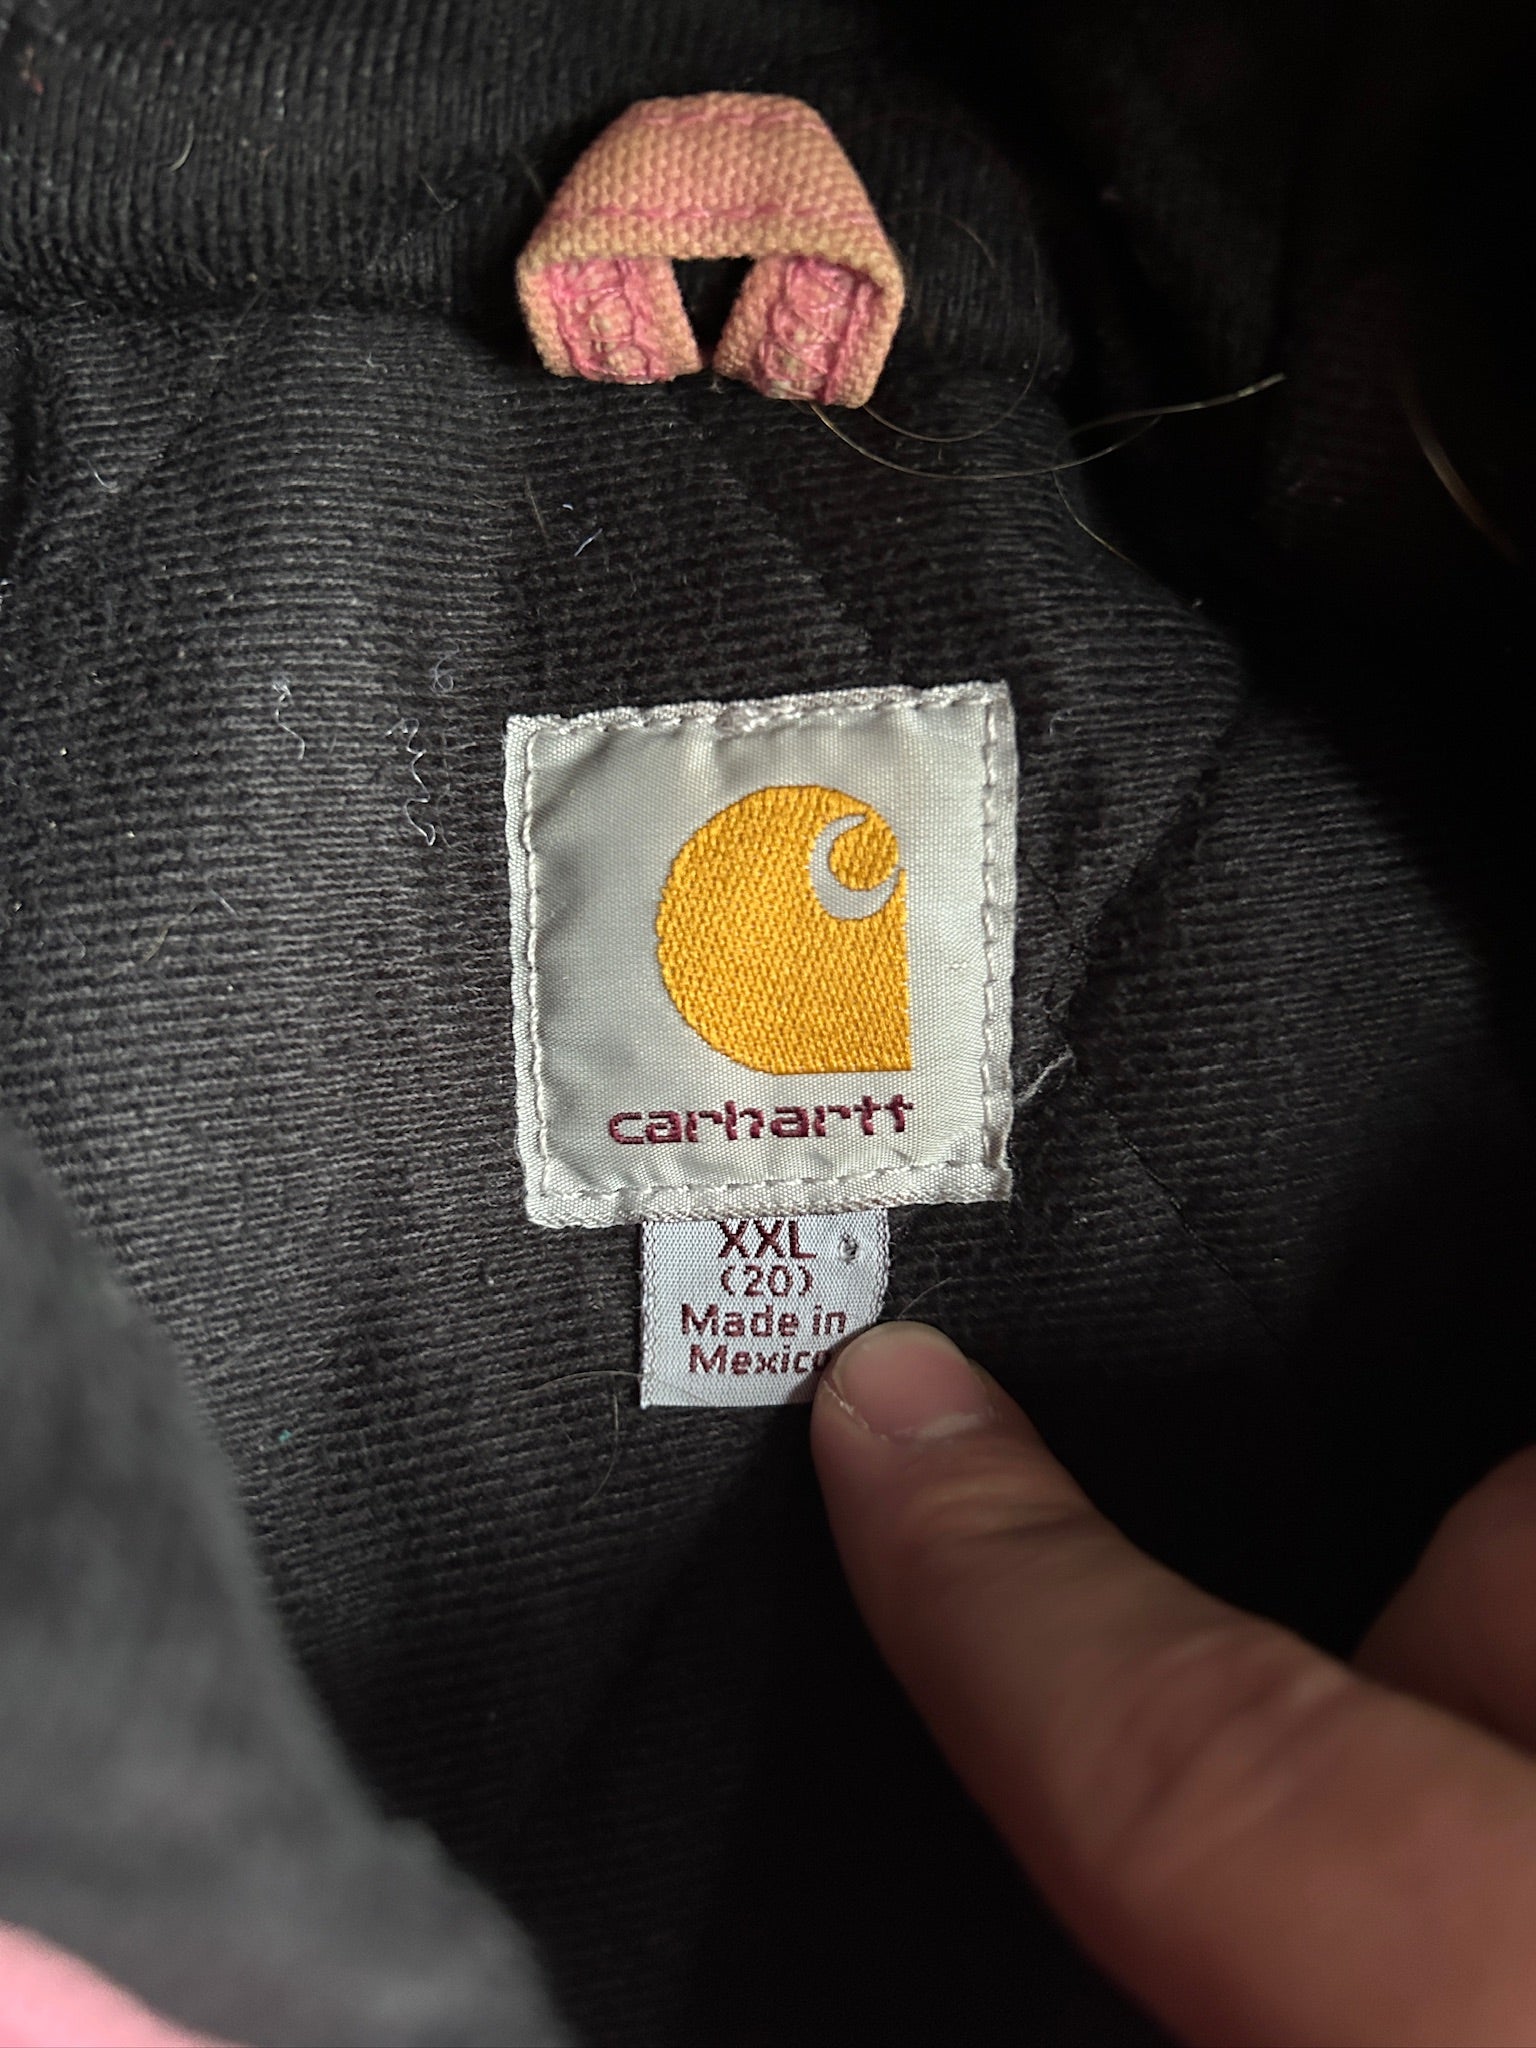 carhartt
XXL
(20)
Made in
Mexico